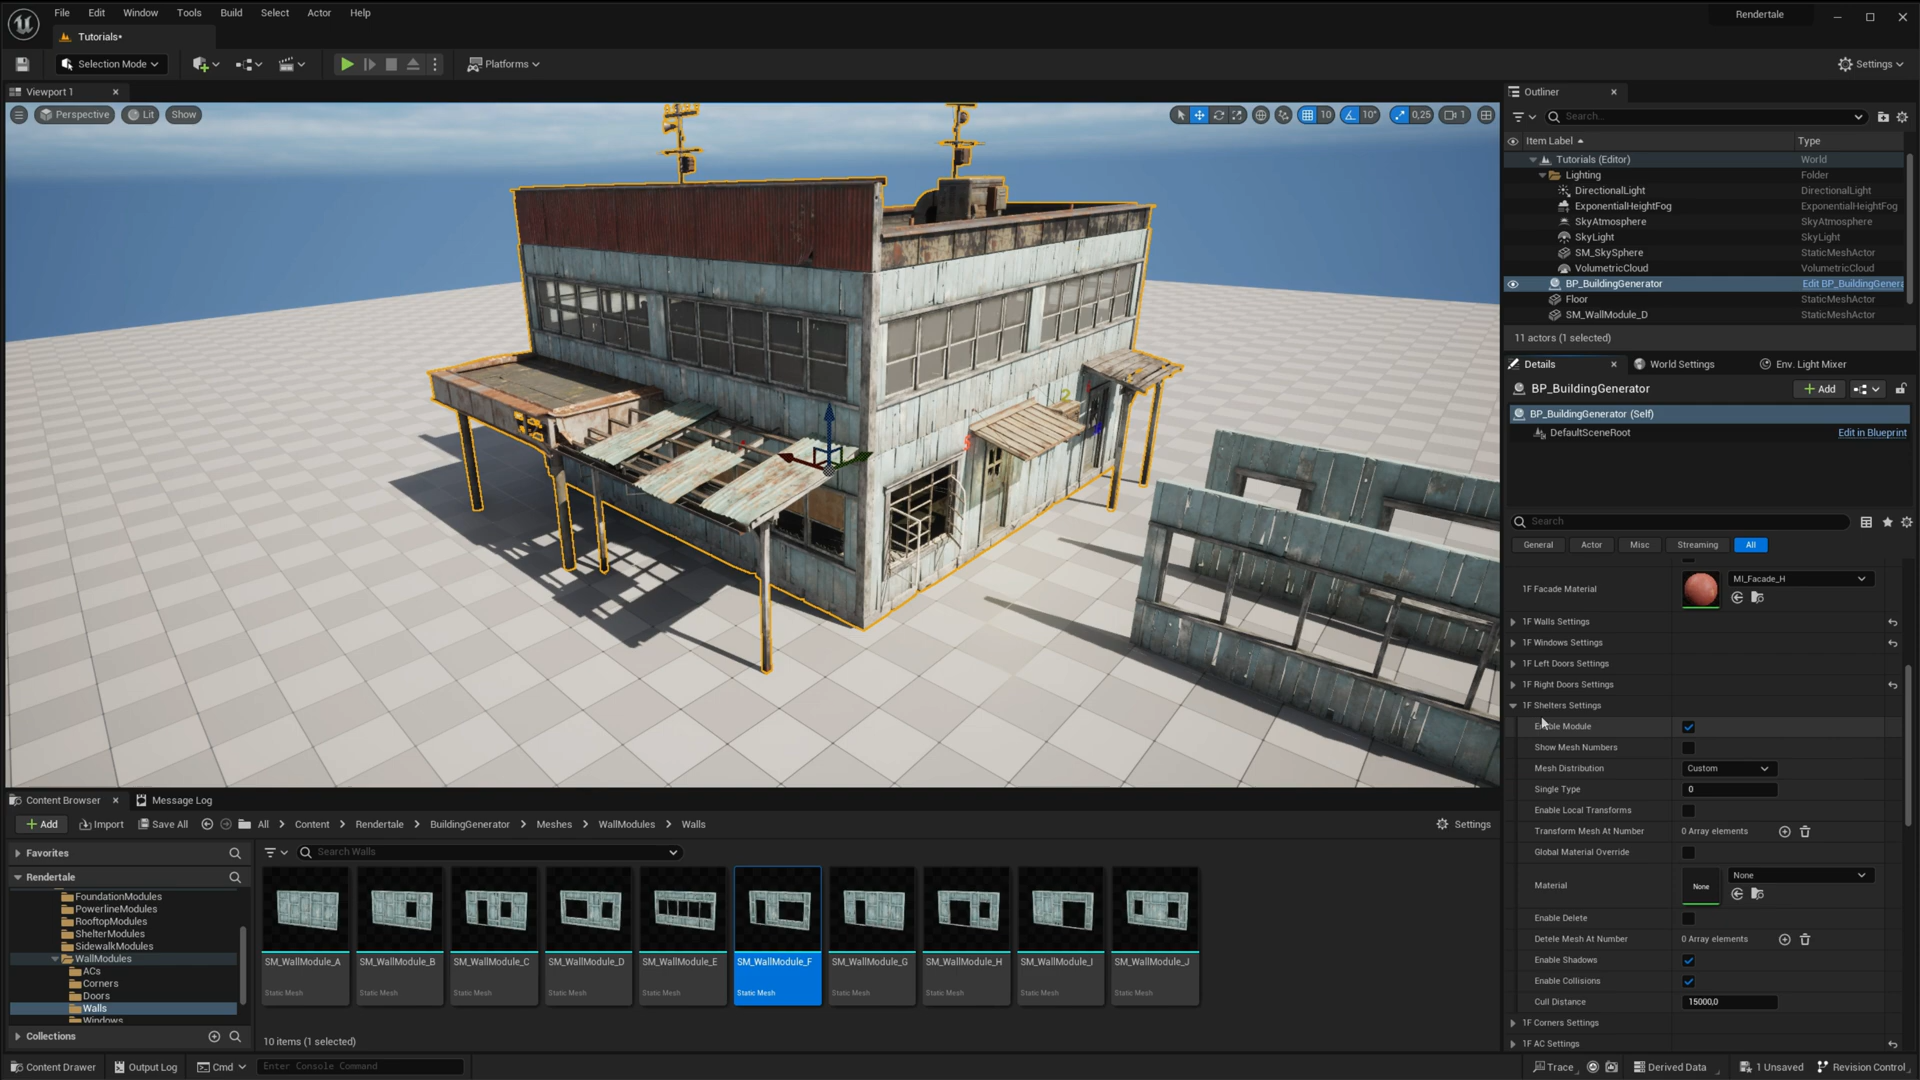 File Edit Window Tools Build Select Actor Help
Rendertale
Tutorials•
Selection Mode
Platforms
Settings
Viewport 1
Perspective Lit Show
10 10° 0,25 1
Outliner
Search...
Item Label Type
Tutorials (Editor) World
Lighting Folder
DirectionalLight DirectionalLight
ExponentialHeightFog ExponentialHeightFog
SkyAtmosphere SkyAtmosphere
SkyLight SkyLight
SM_SkySphere StaticMeshActor
VolumetricCloud VolumetricCloud
BP_BuildingGenerator Edit BP_BuildingGenera
Floor StaticMeshActor
SM_WallModule_D StaticMeshActor
11 actors (1 selected)
Details World Settings Env. Light Mixer
BP_BuildingGenerator
Add
BP_BuildingGenerator (Self)
DefaultSceneRoot Edit in Blueprint
Search
General Actor Misc Streaming All
1F Facade Material MI_Facade_H
1F Walls Settings
1F Windows Settings
1F Left Doors Settings
1F Right Doors Settings
1F Shelters Settings
Enable Module
Show Mesh Numbers
Mesh Distribution Custom
Single Type 0
Enable Local Transforms
Transform Mesh At Number 0 Array elements
Global Material Override
Material None None
Enable Delete
Detele Mesh At Number 0 Array elements
Enable Shadows
Enable Collisions
Cull Distance 15000,0
1F Corners Settings
1F AC Settings
Content Browser Message Log
Add Import Save All All Content Rendertale BuildingGenerator Meshes WallModules Walls Settings
Favorites
Search Walls
Rendertale
FoundationModules
PowerlineModules
RooftopModules
ShelterModules
SidewalkModules
WallModules
ACs
Corners
Doors
Walls
Windows
Collections
SM_WallModule_A SM_WallModule_B SM_WallModule_C SM_WallModule_D SM_WallModule_E SM_WallModule_F SM_WallModule_G SM_WallModule_H SM_WallModule_I SM_WallModule_J
Static Mesh Static Mesh Static Mesh Static Mesh Static Mesh Static Mesh Static Mesh Static Mesh Static Mesh Static Mesh
10 items (1 selected)
Content Drawer Output Log Cmd Enter Console Command Trace Derived Data 1 Unsaved Revision Control